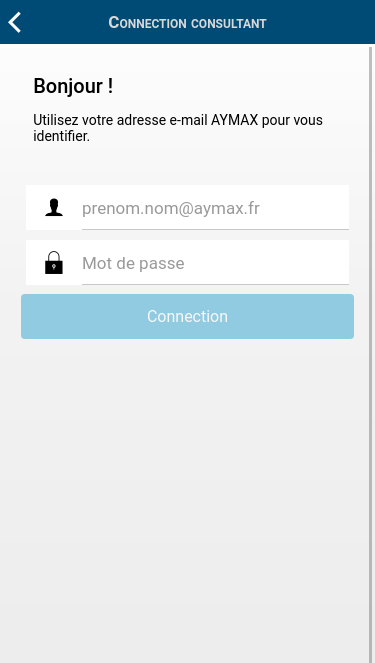 Connection consultant
Bonjour !
Utilisez votre adresse e-mail AYMAX pour vous
identifier.
prenom.nom@aymax.fr
Mot de passe
Connection